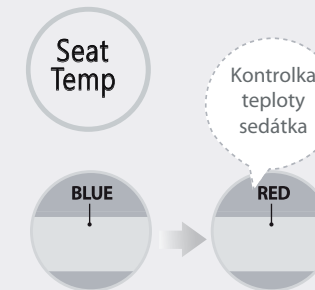 Seat
Temp
Kontrolka
teploty
sedátka
BLUE
RED